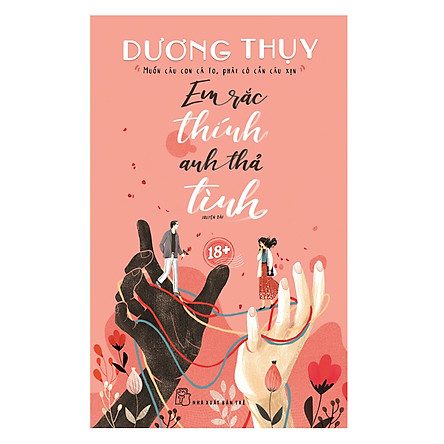 DƯƠNG THỤY
"MUỐN CÂU CON CÁ TO, PHẢI CÓ CẦN CÂU XỊN"
Em rắc
thính
anh thả
tình
TRUYỆN DÀI
18+
NHÀ XUẤT BẢN TRẺ